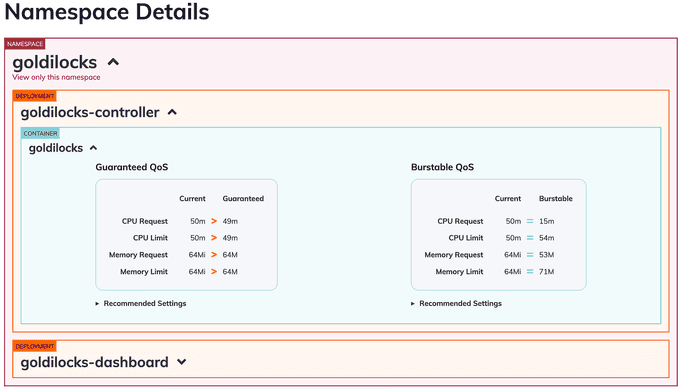 Namespace Details
NAMESPACE
goldilocks
View only this namespace
DEPLOYMENT
goldilocks-controller
CONTAINER
goldilocks
Guaranteed QoS
Current Guaranteed
CPU Request 50m > 49m
CPU Limit 50m > 49m
Memory Request 64Mi > 64M
Memory Limit 64Mi > 64M
▸ Recommended Settings
Burstable QoS
Current Burstable
CPU Request 50m = 15m
CPU Limit 50m = 54m
Memory Request 64Mi = 53M
Memory Limit 64Mi = 71M
▸ Recommended Settings
DEPLOYMENT
goldilocks-dashboard